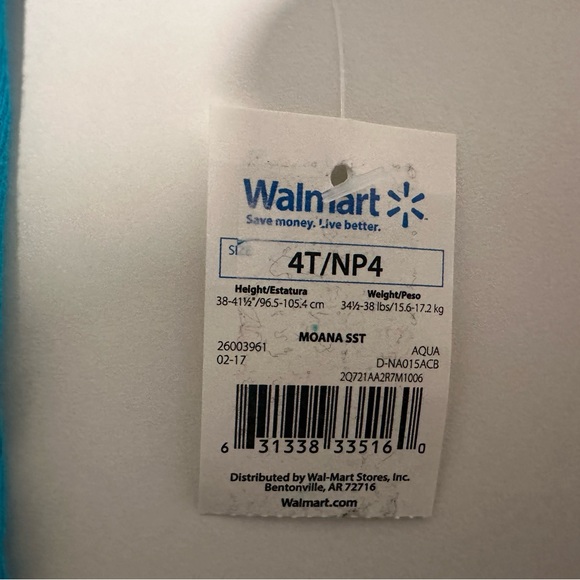 Walmart
Save money. Live better.
SIZE
4T/NP4
Height/Estatura Weight/Peso
38-41½"/96.5-105.4 cm 34½-38 lbs/15.6-17.2 kg
MOANA SST
26003961 AQUA
02-17 D-NA015ACB
2Q721AA2R7M1006
6 31338 33516 0
Distributed by Wal-Mart Stores, Inc.
Bentonville, AR 72716
Walmart.com